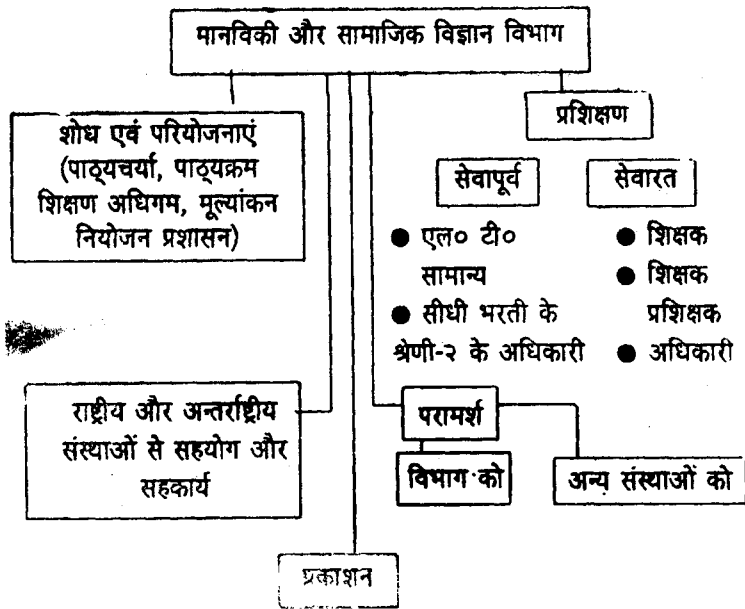 मानविकी और सामाजिक विज्ञान विभाग
शोध एवं परियोजनाएं
(पाठ्यचर्या, पाठ्यक्रम
शिक्षण अधिगम, मूल्यांकन
नियोजन प्रशासन)
प्रशिक्षण
सेवापूर्व
● एल० टी०
सामान्य
● सीधी भरती के
श्रेणी-२ के अधिकारी
सेवारत
● शिक्षक
● शिक्षक
प्रशिक्षक
● अधिकारी
राष्ट्रीय और अन्तर्राष्ट्रीय
संस्थाओं से सहयोग और
सहकार्य
परामर्श
विभाग को
अन्य संस्थाओं को
प्रकाशन